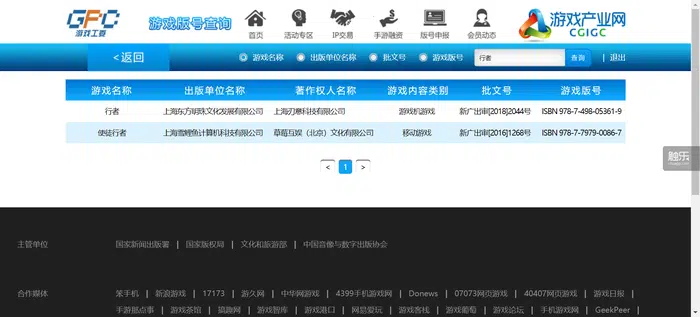 GPC 游戏工委
游戏版号查询
首页 活动专区 IP交易 手游融资 版号申报 会员动态
游戏产业网
CGIGC
<返回 游戏名称 出版单位名称 批文号 游戏版号 行者 查询 | 退出
游戏名称 出版单位名称 著作权人名称 游戏内容类别 批文号 游戏版号
行者 上海东方明珠文化发展有限公司 上海刃意科技有限公司 游戏机游戏 新广出审[2018]2044号 ISBN 978-7-498-05361-9
使徒行者 上海雪鲤鱼计算机科技有限公司 草莓互娱（北京）文化有限公司 移动游戏 新广出审[2016]1268号 ISBN 978-7-7979-0086-7
< 1 >
触乐
主管单位 国家新闻出版署 | 国家版权局 | 文化和旅游部 | 中国音像与数字出版协会
合作媒体 笨手机 | 新浪游戏 | 17173 | 游久网 | 中华网游戏 | 4399手机游戏网 | Donews | 07073网页游戏 | 40407网页游戏 | 游戏日报 |
手游那点事 | 游戏茶馆 | 搞趣网 | 游戏智库 | 游戏港口 | 网易爱玩 | 游戏客栈 | 游戏葡萄 | 游戏论坛 | 手机游戏网 | GeekPeer |